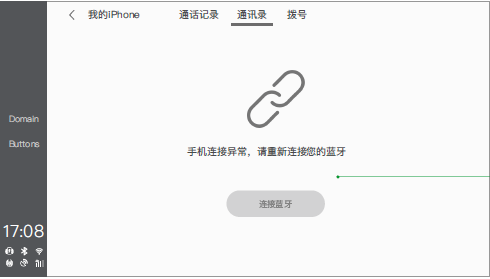 我的iPhone 通话记录 通讯录 拨号
手机连接异常，请重新连接您的蓝牙
连接蓝牙
Domain
Buttons
17:08